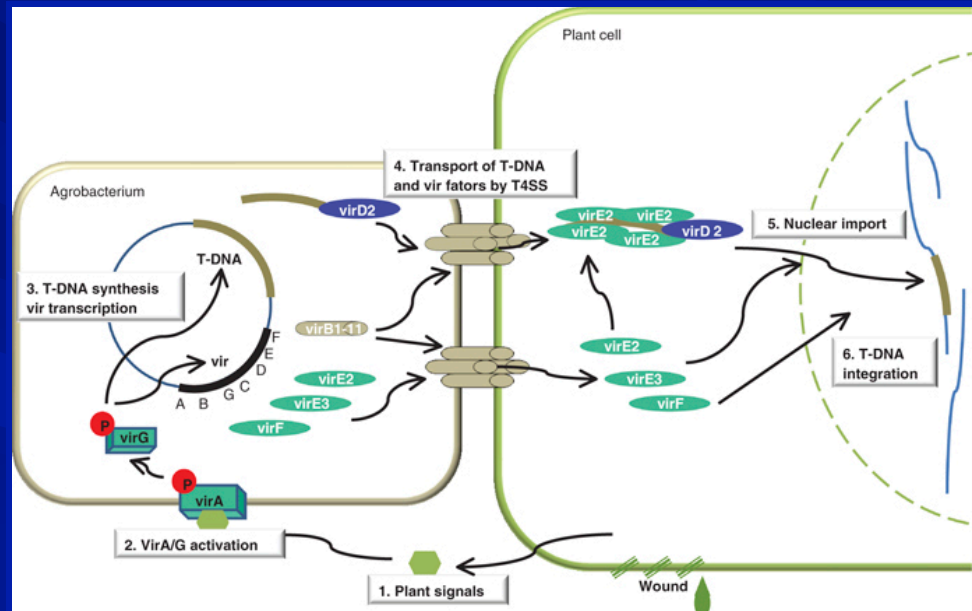 Plant cell
Agrobacterium
4. Transport of T-DNA
and vir fators by T4SS
virD2
virE2
virE2
virE2
virE2
virD 2
5. Nuclear import
T-DNA
3. T-DNA synthesis
vir transcription
virB1-11
vir
F
E
D
C
G
B
A
virE2
virE3
virF
virE2
virE3
virF
6. T-DNA
integration
P
virG
P
virA
2. VirA/G activation
1. Plant signals
Wound